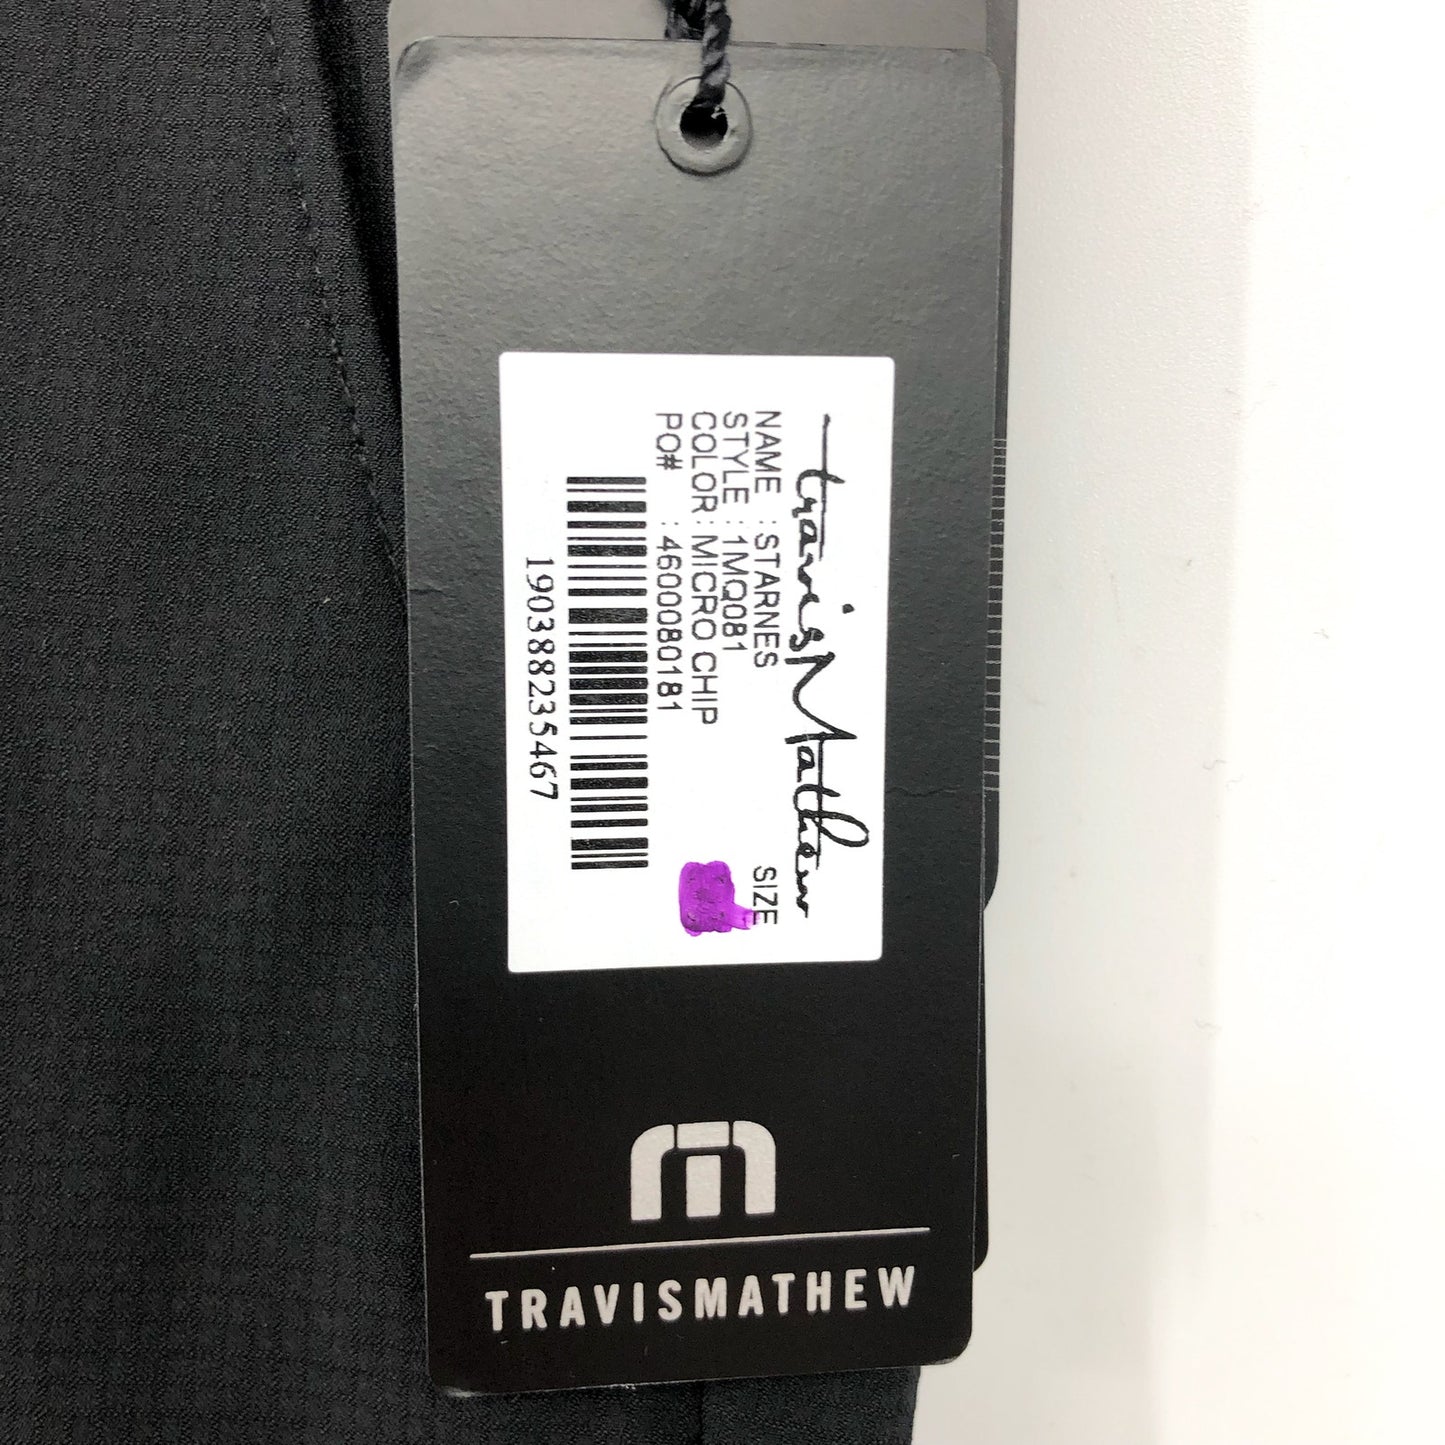 travisMathew
NAME : STARNES
STYLE : 1MQ081
COLOR: MICRO CHIP
PO# : 4600080181
SIZE
190388235467
TRAVISMATHEW